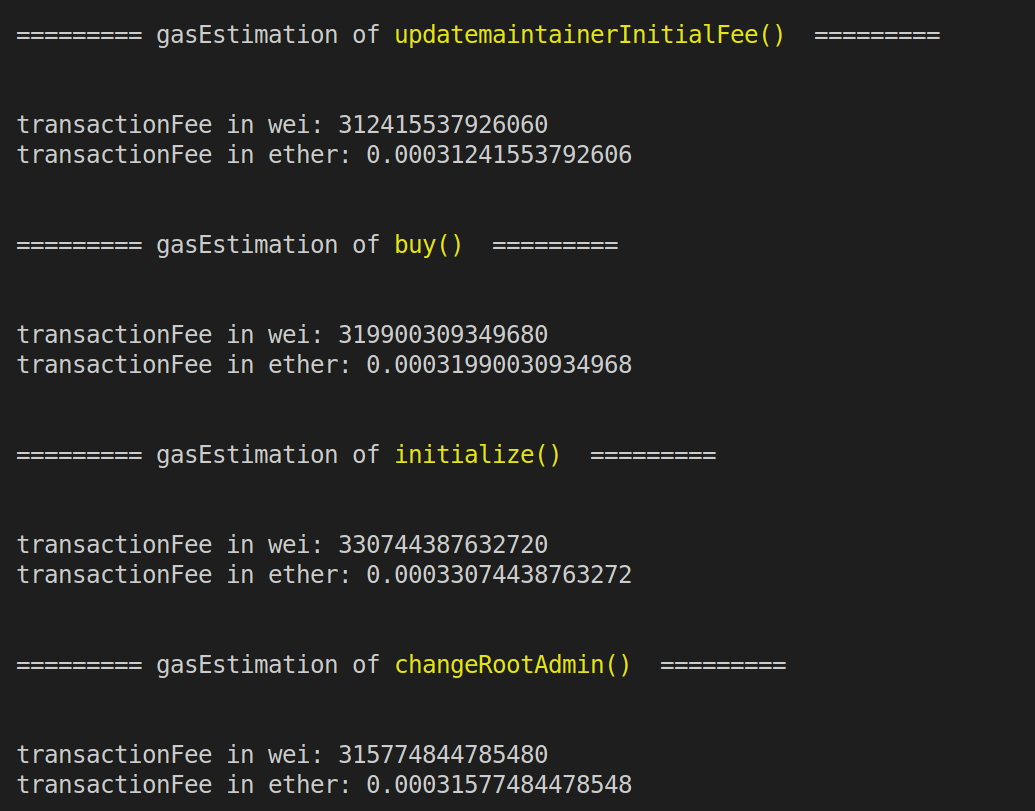 ========= gasEstimation of updatemaintainerInitialFee()  =========
transactionFee in wei: 312415537926060
transactionFee in ether: 0.00031241553792606
========= gasEstimation of buy()  =========
transactionFee in wei: 319900309349680
transactionFee in ether: 0.00031990030934968
========= gasEstimation of initialize()  =========
transactionFee in wei: 330744387632720
transactionFee in ether: 0.00033074438763272
========= gasEstimation of changeRootAdmin()  =========
transactionFee in wei: 315774844785480
transactionFee in ether: 0.00031577484478548